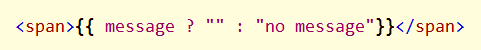 <span>{{ message ? "" : "no message"}}</span>